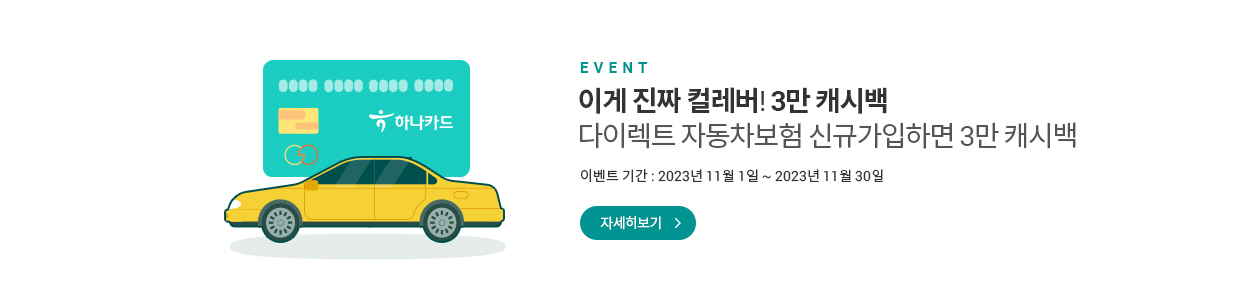 하나카드
EVENT
이게 진짜 컬레버! 3만 캐시백
다이렉트 자동차보험 신규가입하면 3만 캐시백
이벤트 기간 : 2023년 11월 1일 ~ 2023년 11월 30일
자세히보기